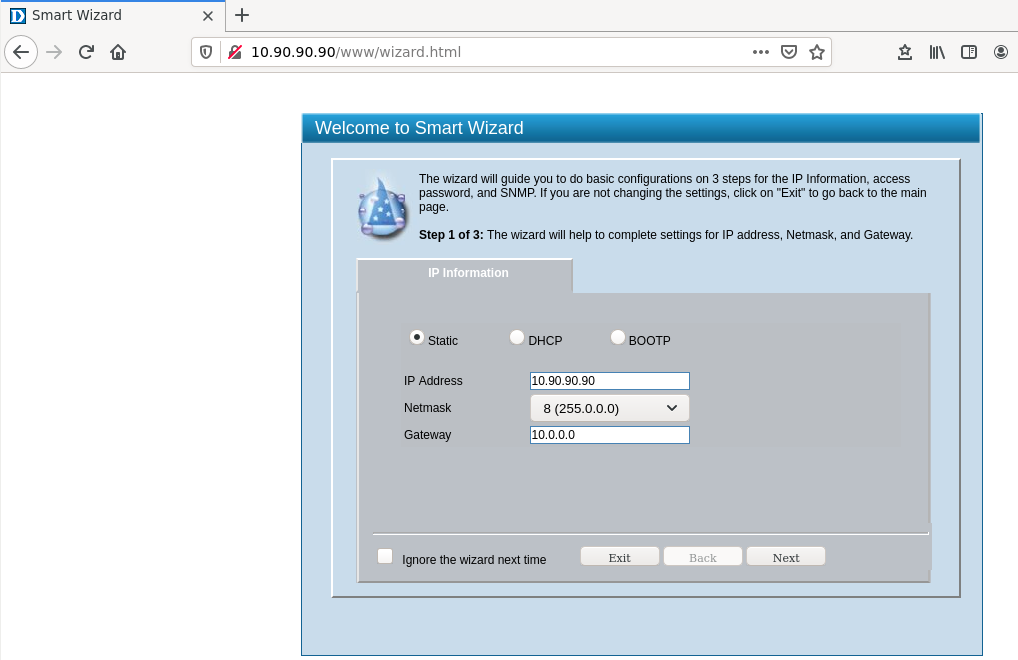 Smart Wizard
10.90.90.90/www/wizard.html
Welcome to Smart Wizard
The wizard will guide you to do basic configurations on 3 steps for the IP Information, access
password, and SNMP. If you are not changing the settings, click on "Exit" to go back to the main
page.
Step 1 of 3: The wizard will help to complete settings for IP address, Netmask, and Gateway.
IP Information
Static DHCP BOOTP
IP Address 10.90.90.90
Netmask 8 (255.0.0.0)
Gateway 10.0.0.0
Ignore the wizard next time Exit Back Next